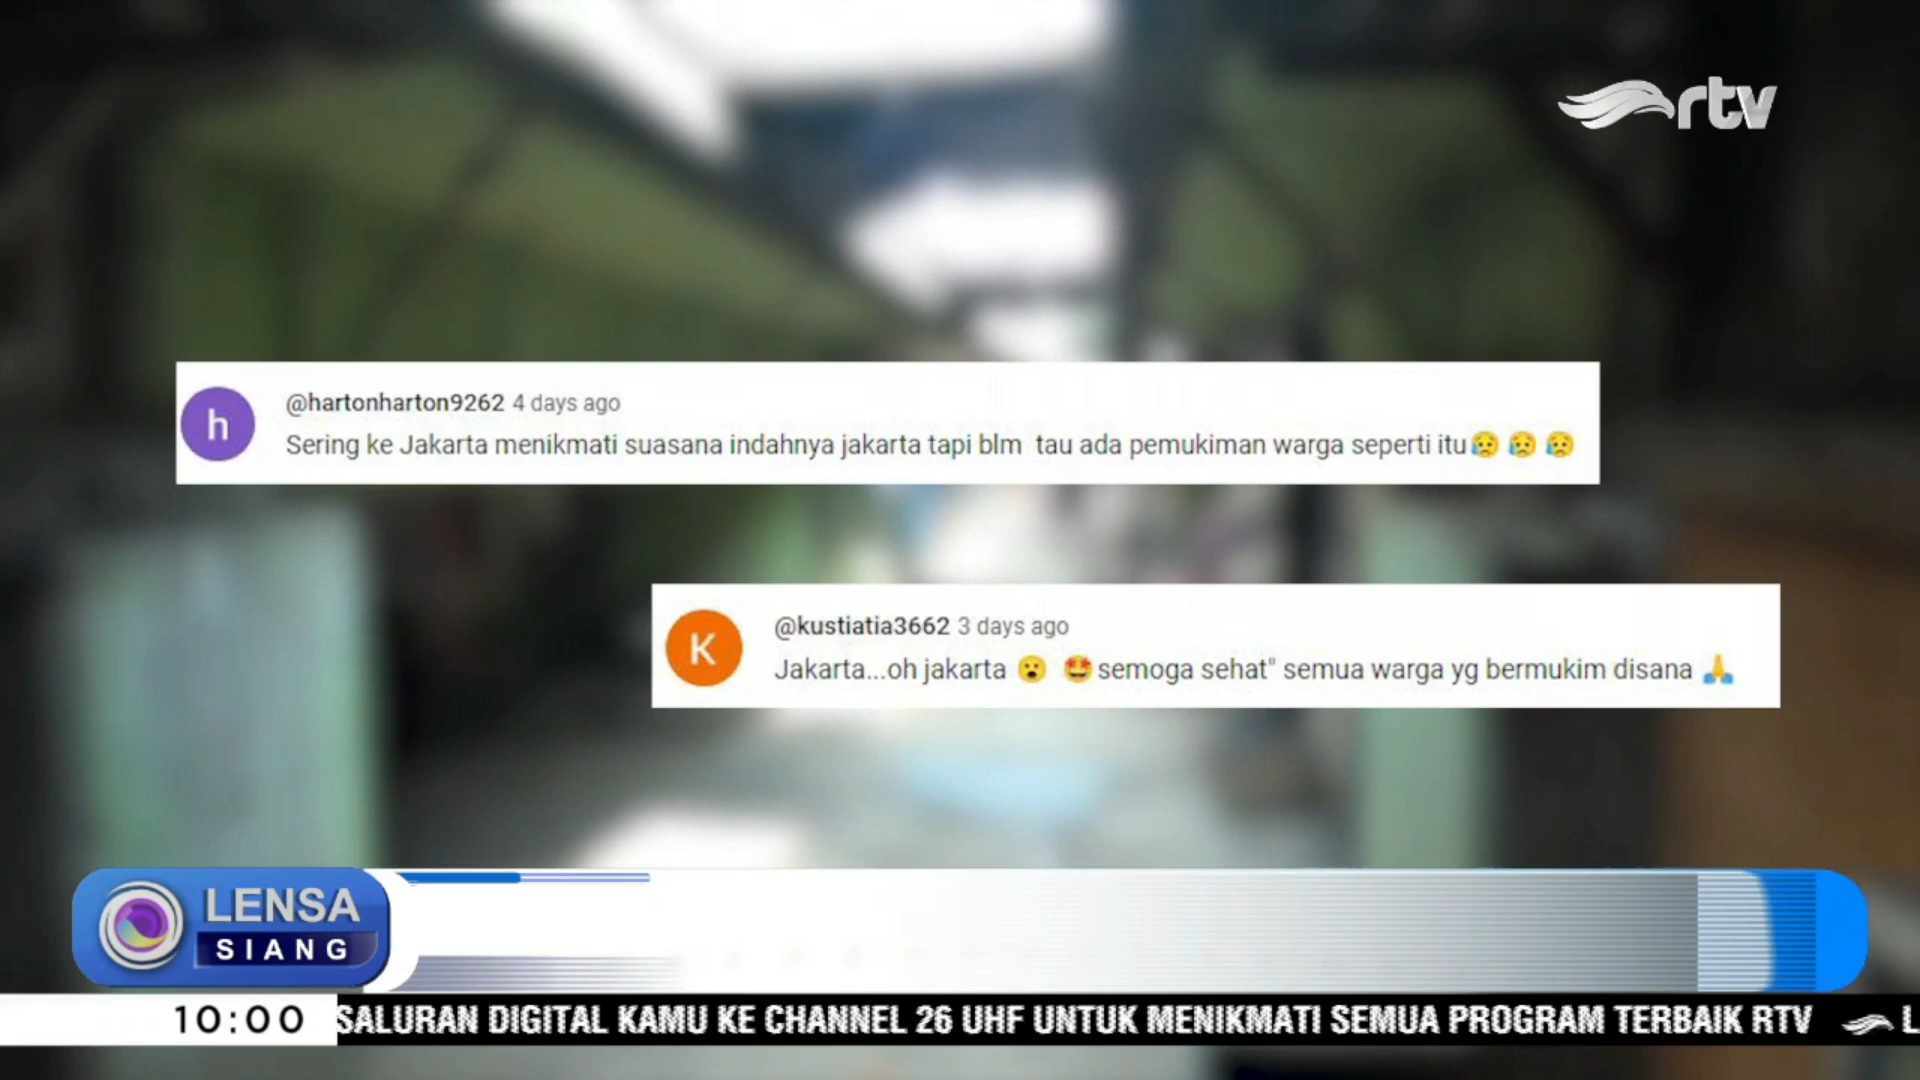 rtv
h
@hartonharton9262 4 days ago
Sering ke Jakarta menikmati suasana indahnya jakarta tapi blm tau ada pemukiman warga seperti itu😥 😥 😥
K
@kustiatia3662 3 days ago
Jakarta...oh jakarta 😮 🤩 semoga sehat" semua warga yg bermukim disana 🙏
LENSA
SIANG
10:00 SALURAN DIGITAL KAMU KE CHANNEL 26 UHF UNTUK MENIKMATI SEMUA PROGRAM TERBAIK RTV L